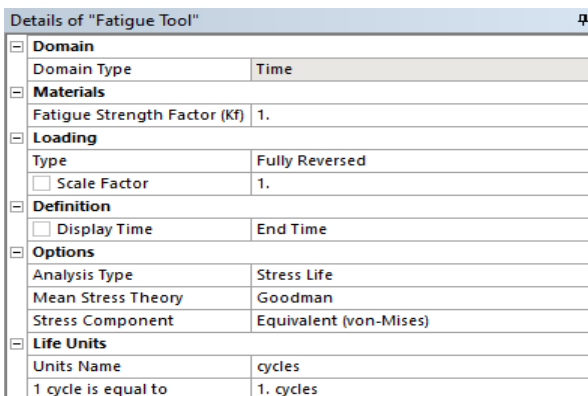 Details of "Fatigue Tool"
Domain
Domain Type Time
Materials
Fatigue Strength Factor (Kf) 1.
Loading
Type Fully Reversed
Scale Factor 1.
Definition
Display Time End Time
Options
Analysis Type Stress Life
Mean Stress Theory Goodman
Stress Component Equivalent (von-Mises)
Life Units
Units Name cycles
1 cycle is equal to 1. cycles